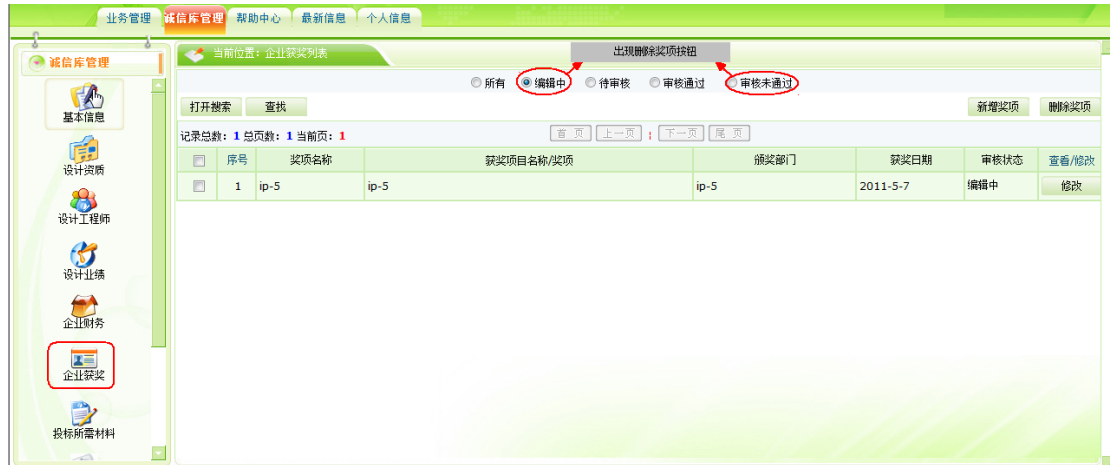 业务管理 诚信库管理 帮助中心 最新信息 个人信息
诚信库管理
当前位置：企业获奖列表
出现删除奖项按钮
所有 编辑中 待审核 审核通过 审核未通过
打开搜索 查找 新增奖项 删除奖项
记录总数：1 总页数：1 当前页：1 首 页 上一页 下一页 尾 页
序号 奖项名称 获奖项目名称/奖项 颁奖部门 获奖日期 审核状态 查看/修改
1 ip-5 ip-5 ip-5 2011-5-7 编辑中 修改
基本信息
设计资质
设计工程师
设计业绩
企业财务
企业获奖
投标所需材料